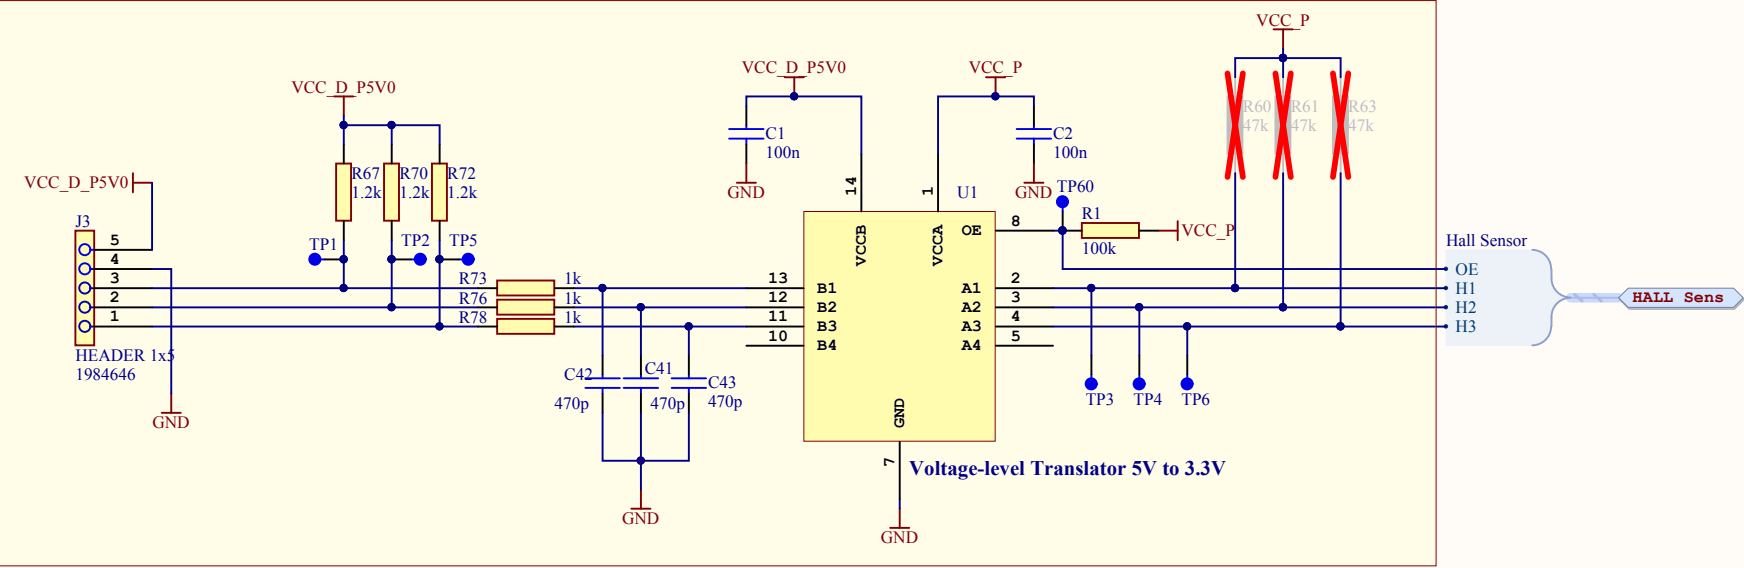 VCC_P
VCC_D_P5V0
VCC_P
VCC_D_P5V0
R60
47k
R61
47k
R63
47k
C1
100n
C2
100n
VCC_D_P5V0
R67
1.2k
R70
1.2k
R72
1.2k
GND
GND
14
1
U1
TP60
J3
R1
100k
VCC_P
8
OE
VCCB
VCCA
TP1
TP2
TP5
5
4
3
2
1
HEADER 1x5
1984646
GND
R73
1k
R76
1k
R78
1k
13
B1
12
B2
11
B3
10
B4
A1
2
A2
3
A3
4
A4
5
Hall Sensor
OE
H1
H2
H3
HALL Sens
C42
470p
C41
470p
C43
470p
TP3
TP4
TP6
GND
7
Voltage-level Translator 5V to 3.3V
GND
GND